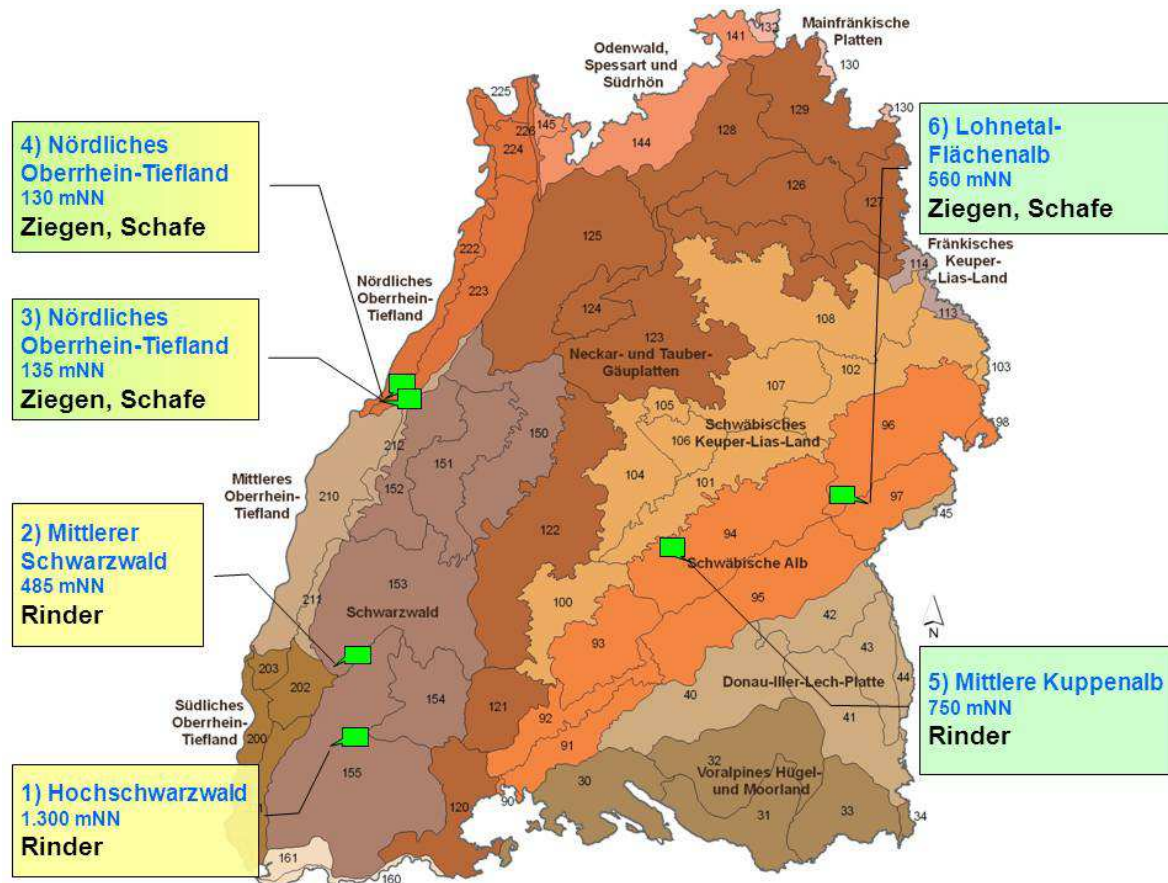 4) Nördliches
Oberrhein-Tiefland
130 mNN
Ziegen, Schafe
3) Nördliches
Oberrhein-Tiefland
135 mNN
Ziegen, Schafe
2) Mittlerer
Schwarzwald
485 mNN
Rinder
1) Hochschwarzwald
1.300 mNN
Rinder
6) Lohnetal-
Flächenalb
560 mNN
Ziegen, Schafe
5) Mittlere Kuppenalb
750 mNN
Rinder
Mainfränkische
Platten
Odenwald,
Spessart und
Südrhön
Fränkisches
Keuper-
Lias-Land
Nördliches
Oberrhein-
Tiefland
Neckar- und Tauber-
Gäuplatten
Schwäbisches
Keuper-Lias-Land
Mittleres
Oberrhein-
Tiefland
Schwäbische Alb
Schwarzwald
Donau-Iller-Lech-Platte
Südliches
Oberrhein-
Tiefland
Voralpines Hügel-
und Moorland
N
132
141
130
129
130
225
226
145
224
144
128
126
127
125
222
223
114
113
124
108
123
102
103
107
105
98
96
150
106
212
151
104
101
152
97
210
145
94
122
153
95
211
100
42
93
43
203
202
154
44
40
121
92
41
200
91
32
155
30
120
90
31
33
34
161
160